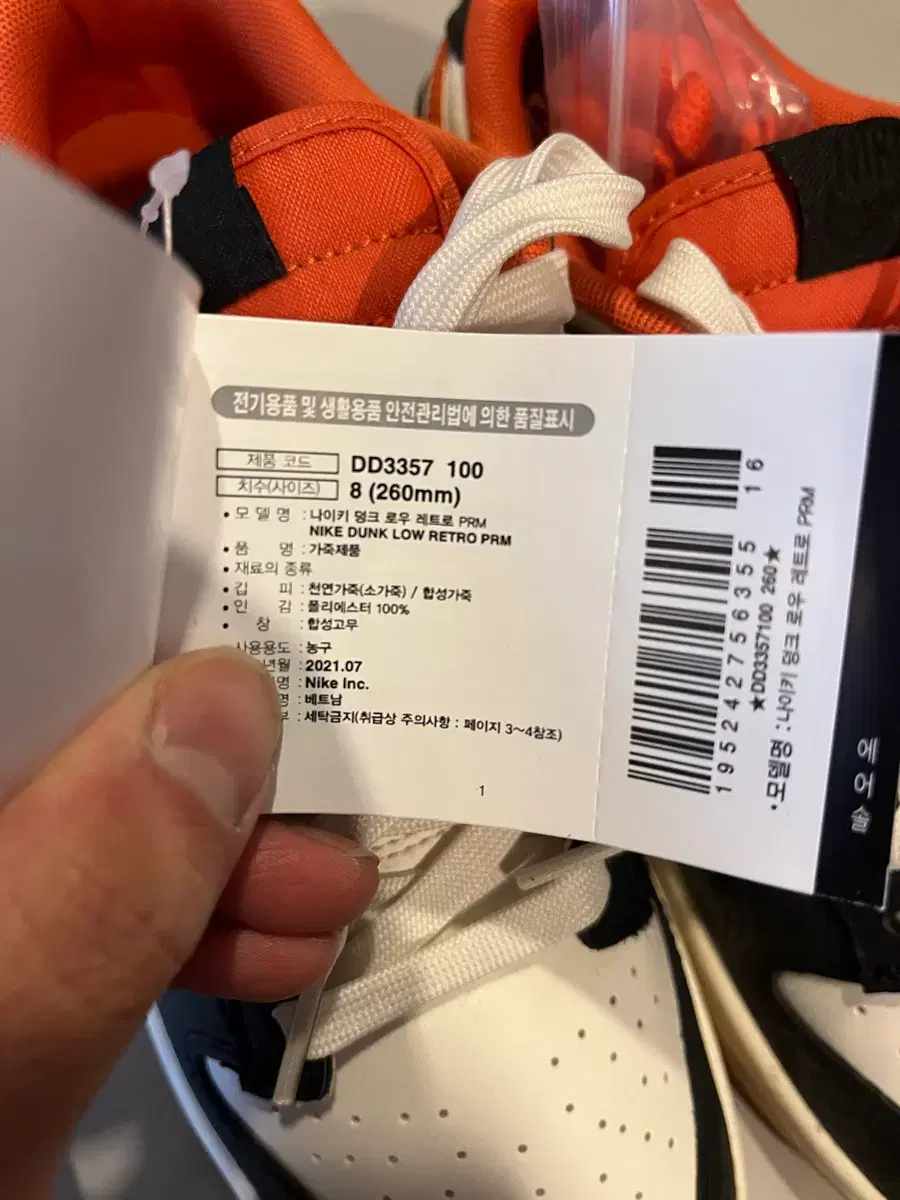 전기용품 및 생활용품 안전관리법에 의한 품질표시
제품 코드 DD3357 100
치수(사이즈) 8 (260mm)
• 모 델 명 : 나이키 덩크 로우 레트로 PRM
NIKE DUNK LOW RETRO PRM
• 품 명 : 가죽제품
• 재료의 종류
• 겉 피 : 천연가죽(소가죽) / 합성가죽
• 안 감 : 폴리에스터 100%
• 창 : 합성고무
사용용도 : 농구
년월 : 2021.07
명 : Nike Inc.
명 : 베트남
부 : 세탁금지(취급상 주의사항 : 페이지 3~4참조)
1
16
195242756355
★DD3357100 260★
• 모델명 : 나이키 덩크 로우 레트로 PRM